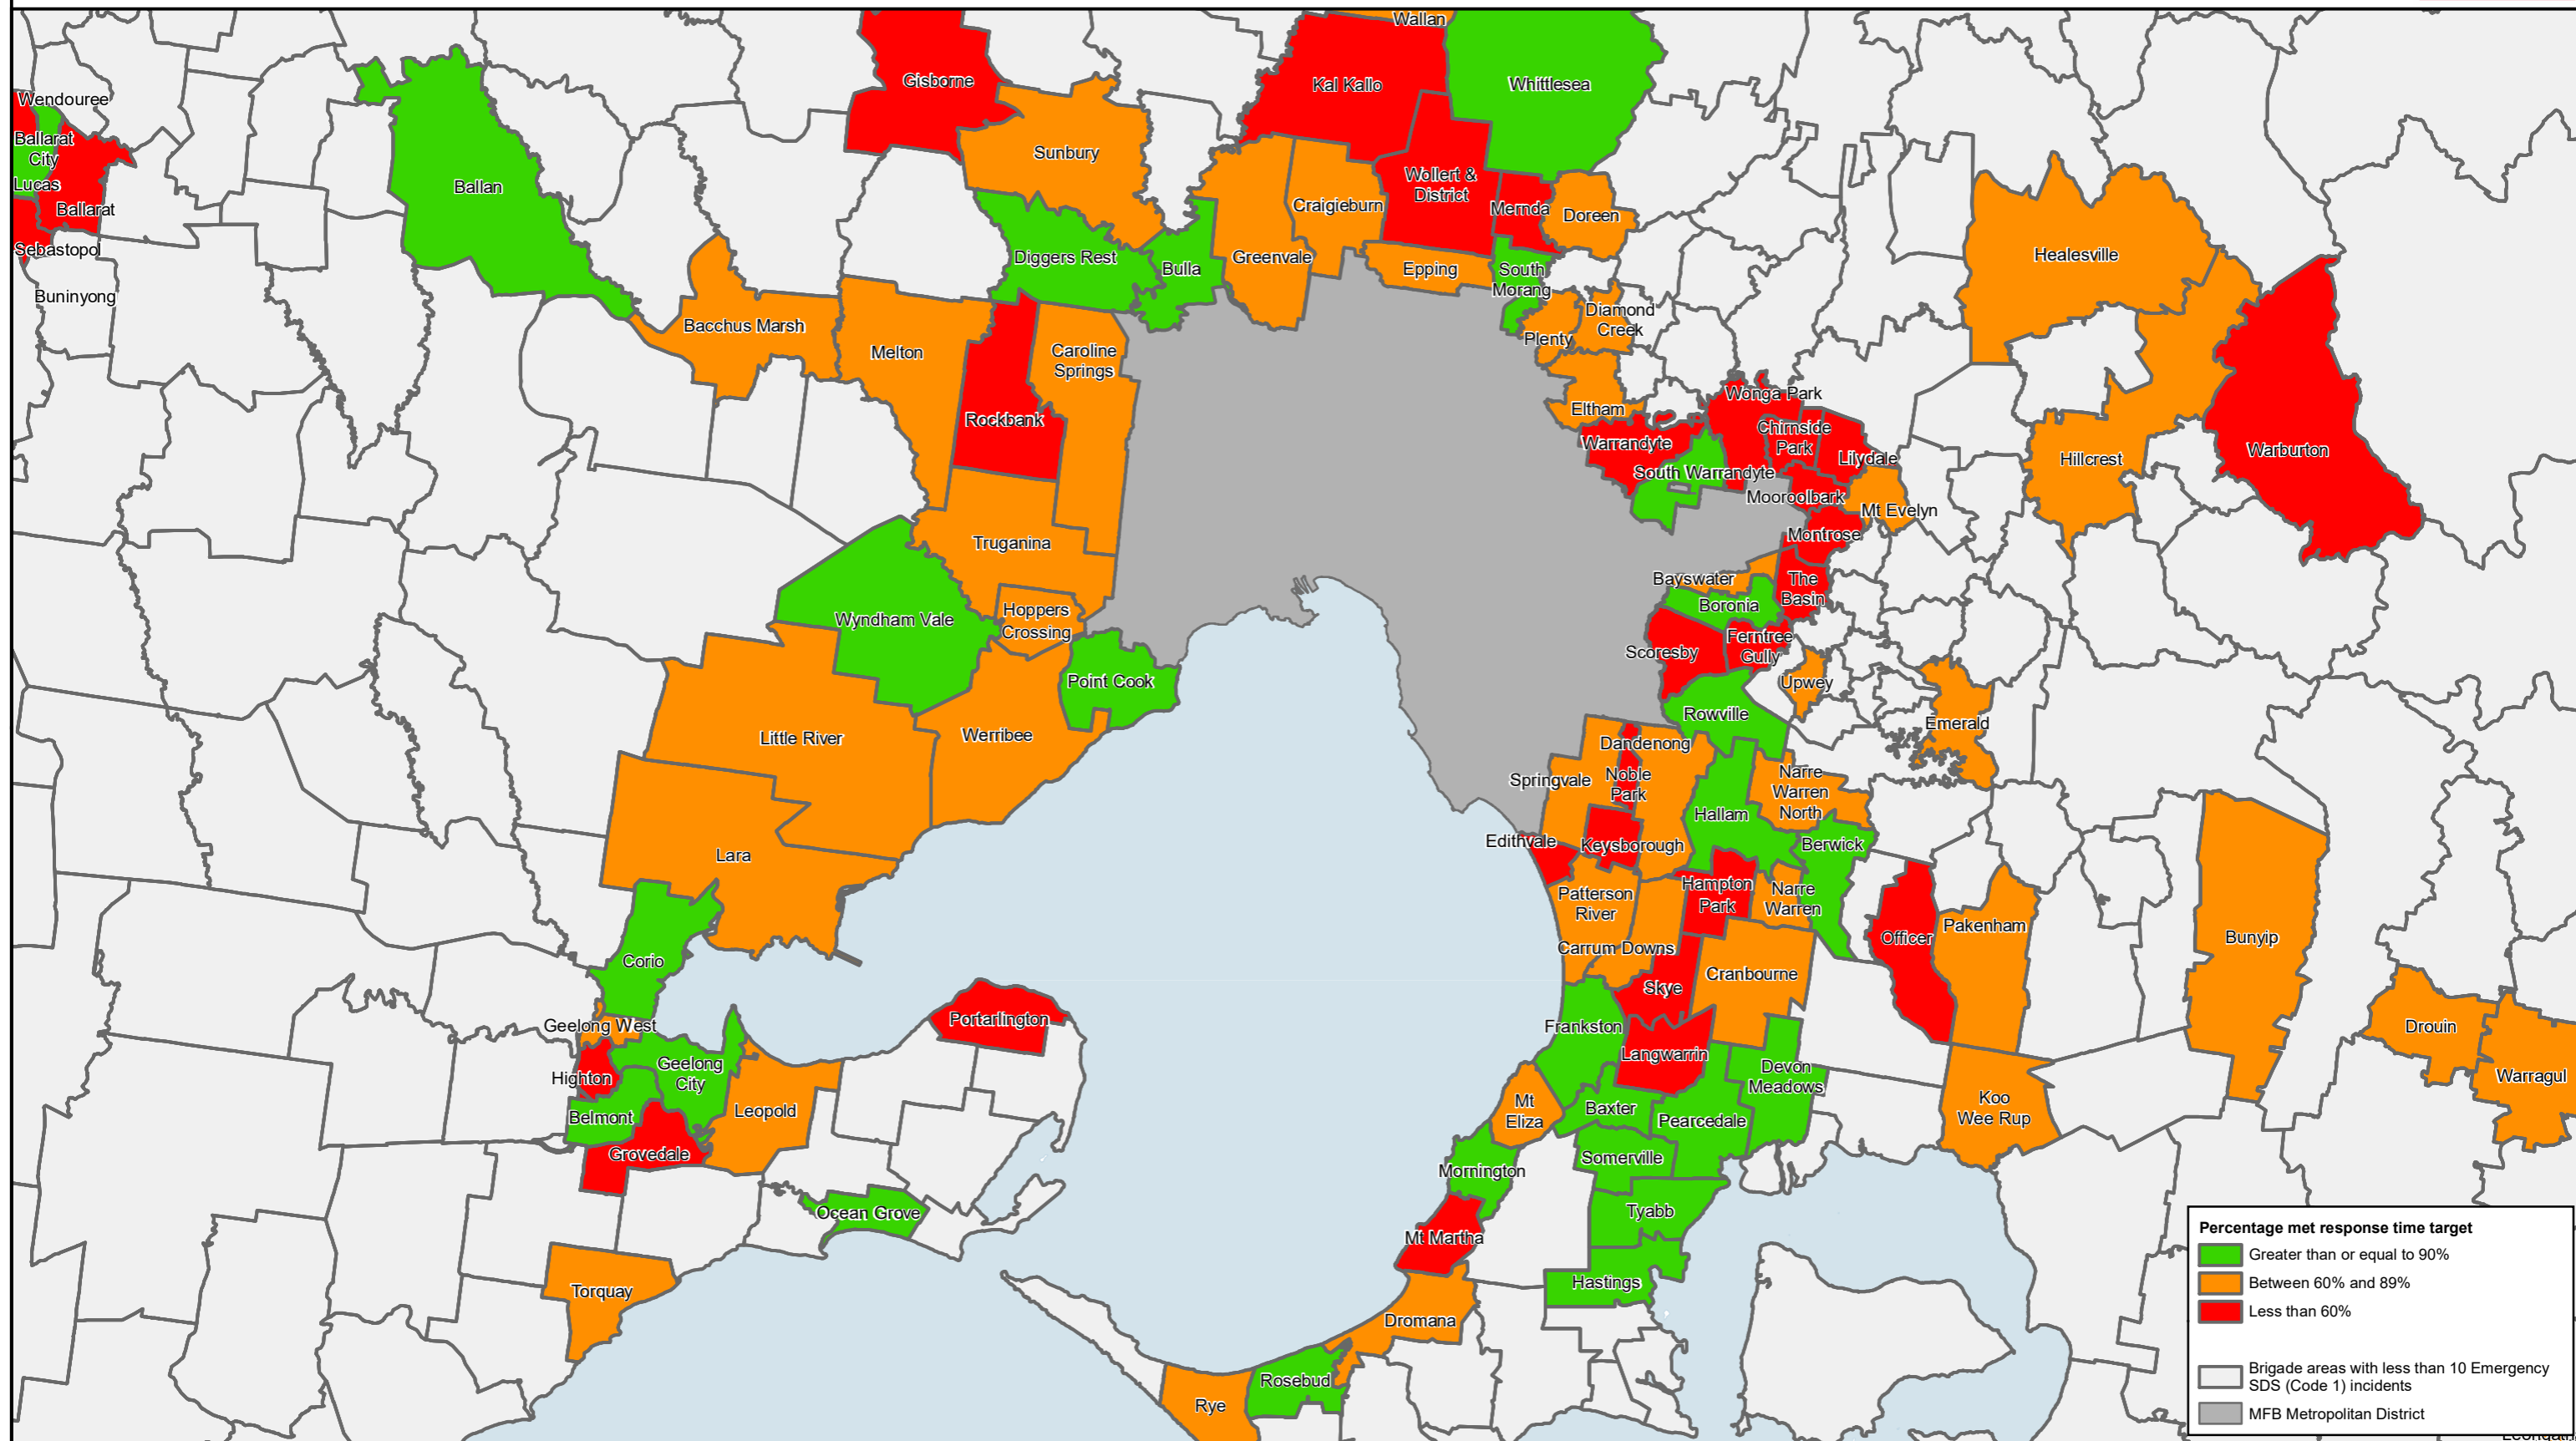 Wallan
Gisborne
Kal Kallo
Whittlesea
Wendouree
Ballarat
City
Lucas
Ballarat
Sebastopol
Buninyong
Ballan
Sunbury
Wollert &
District
Mernda
Doreen
Craigieburn
Greenvale
Epping
South
Morang
Diggers Rest
Bulla
Healesville
Bacchus Marsh
Melton
Caroline
Springs
Rockbank
Plenty
Diamond
Creek
Eltham
Wonga Park
Warrandyte
Chirnside
Park
Lilydale
South Warrandyte
Mooroolbark
Mt Evelyn
Montrose
Hillcrest
Warburton
Truganina
Wyndham Vale
Hoppers
Crossing
Point Cook
Bayswater
The
Basin
Boronia
Scoresby
Ferntree
Gully
Upwey
Rowville
Emerald
Little River
Werribee
Dandenong
Springvale
Noble
Park
Narre
Warren
North
Hallam
Edithvale
Keysborough
Berwick
Lara
Patterson
River
Hampton
Park
Narre
Warren
Officer
Pakenham
Bunyip
Carrum Downs
Cranbourne
Skye
Corio
Portarlington
Geelong West
Frankston
Langwarrin
Drouin
Warragul
Highton
Geelong
City
Devon
Meadows
Belmont
Leopold
Mt
Eliza
Baxter
Pearcedale
Koo
Wee Rup
Grovedale
Mornington
Somerville
Ocean Grove
Tyabb
Mt Martha
Hastings
Torquay
Dromana
Rosebud
Rye
Percentage met response time target
Greater than or equal to 90%
Between 60% and 89%
Less than 60%
Brigade areas with less than 10 Emergency
SDS (Code 1) incidents
MFB Metropolitan District